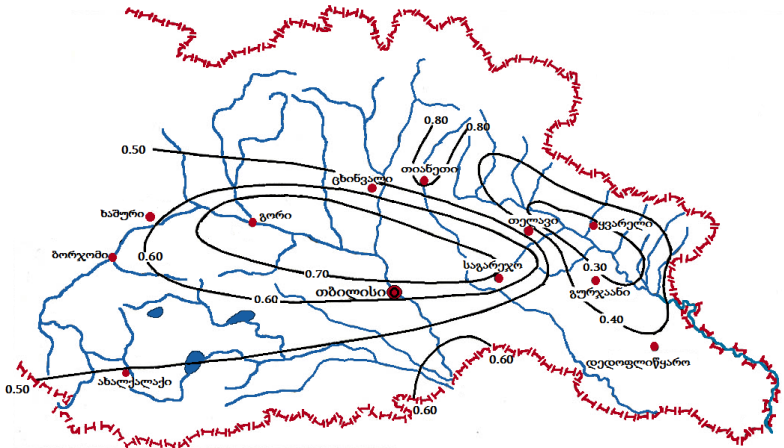 0.80
0.80
0.50
თიანეთი
ცხინვალი
ხაშური
გორი
თელავი
ყვარელი
ბორჯომი
0.60
0.70
საგარეჯო
0.30
თბილისი
გურჯაანი
0.60
0.40
0.60
დედოფლიწყარო
0.50
ახალქალაქი
0.60